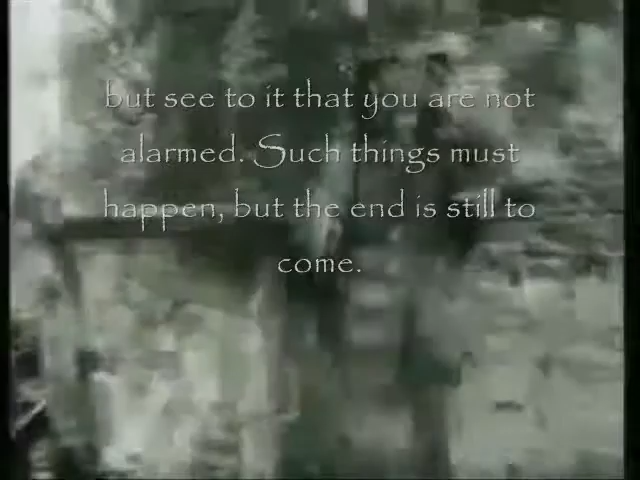 but see to it that you are not
alarmed. Such things must
happen, but the end is still to
come.